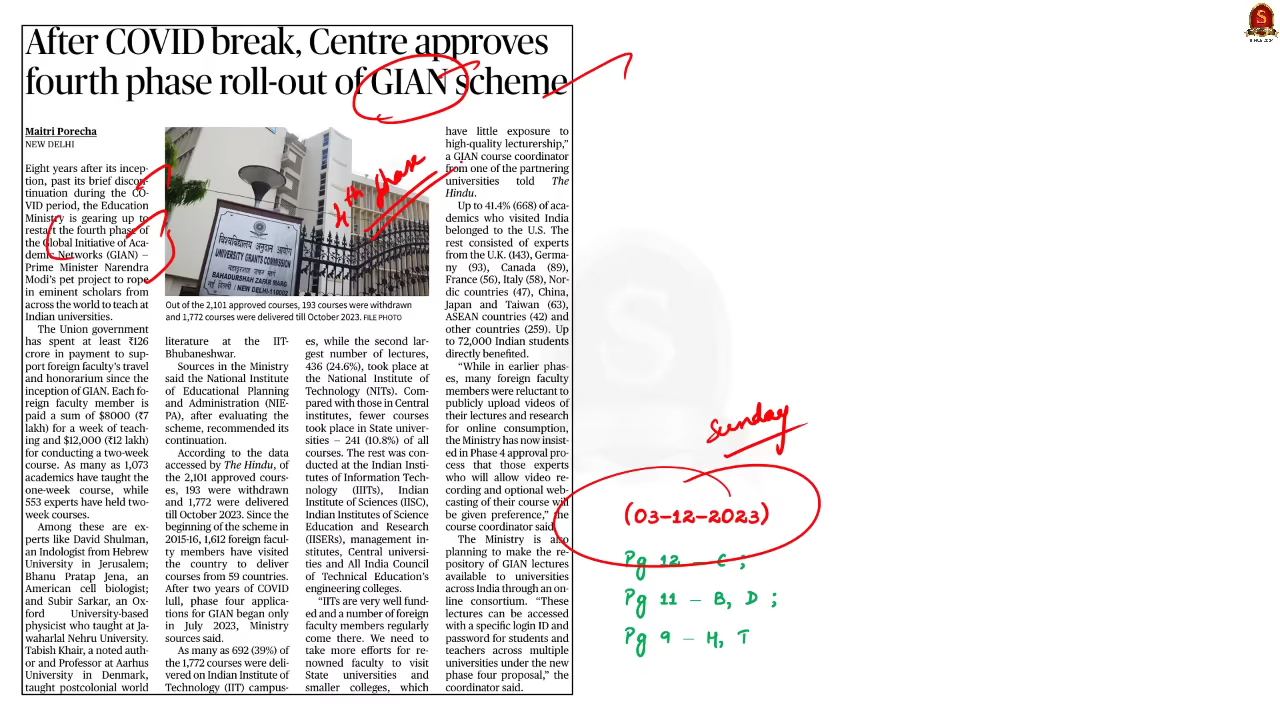 After COVID break, Centre approves
fourth phase roll-out of GIAN scheme
Maitri Porecha
NEW DELHI
Eight years after its incep-
tion, past its brief discon-
tinuation during the CO-
VID period, the Education
Ministry is gearing up to
restart the fourth phase of
the Global Initiative of Aca-
demic Networks (GIAN) –
Prime Minister Narendra
Modi's pet project to rope
in eminent scholars from
across the world to teach at
Indian universities.
The Union government
has spent at least ₹126
crore in payment to sup-
port foreign faculty's travel
and honorarium since the
inception of GIAN. Each fo-
reign faculty member is
paid a sum of $8000 (₹7
lakh) for a week of teach-
ing and $12,000 (₹12 lakh)
for conducting a two-week
course. As many as 1,073
academics have taught the
one-week course, while
553 experts have held two-
week courses.
Among these are ex-
perts like David Shulman,
an Indologist from Hebrew
University in Jerusalem;
Bhanu Pratap Jena, an
American cell biologist;
and Subir Sarkar, an Ox-
ford University-based
physicist who taught at Ja-
waharlal Nehru University.
Tabish Khair, a noted auth-
or and Professor at Aarhus
University in Denmark,
taught postcolonial world
4th phase
विश्वविद्यालय अनुदान आयोग
UNIVERSITY GRANTS COMMISSION
बहादुरशाह जफर मार्ग
BAHADURSHAH ZAFAR MARG
नई दिल्ली / NEW DELHI-110002
Out of the 2,101 approved courses, 193 courses were withdrawn
and 1,772 courses were delivered till October 2023. FILE PHOTO
literature at the IIT-
Bhubaneshwar.
Sources in the Ministry
said the National Institute
of Educational Planning
and Administration (NIE-
PA), after evaluating the
scheme, recommended its
continuation.
According to the data
accessed by The Hindu, of
the 2,101 approved cours-
es, 193 were withdrawn
and 1,772 were delivered
till October 2023. Since the
beginning of the scheme in
2015-16, 1,612 foreign facul-
ty members have visited
the country to deliver
courses from 59 countries.
After two years of COVID
lull, phase four applica-
tions for GIAN began only
in July 2023, Ministry
sources said.
As many as 692 (39%) of
the 1,772 courses were deli-
vered on Indian Institute of
Technology (IIT) campus-
es, while the second lar-
gest number of lectures,
436 (24.6%), took place at
the National Institute of
Technology (NITs). Com-
pared with those in Central
institutes, fewer courses
took place in State univer-
sities – 241 (10.8%) of all
courses. The rest was con-
ducted at the Indian Insti-
tutes of Information Tech-
nology (IIITs), Indian
Institute of Sciences (IISC),
Indian Institutes of Science
Education and Research
(IISERs), management in-
stitutes, Central universi-
ties and All India Council
of Technical Education's
engineering colleges.
“IITs are very well fund-
ed and a number of foreign
faculty members regularly
come there. We need to
take more efforts for re-
nowned faculty to visit
State universities and
smaller colleges, which
have little exposure to
high-quality lecturership,”
a GIAN course coordinator
from one of the partnering
universities told The
Hindu.
Up to 41.4% (668) of aca-
demics who visited India
belonged to the U.S. The
rest consisted of experts
from the U.K. (143), Germa-
ny (93), Canada (89),
France (56), Italy (58), Nor-
dic countries (47), China,
Japan and Taiwan (63),
ASEAN countries (42) and
other countries (259). Up
to 72,000 Indian students
directly benefited.
“While in earlier phas-
es, many foreign faculty
members were reluctant to
publicly upload videos of
their lectures and research
for online consumption,
the Ministry has now insist-
ed in Phase 4 approval pro-
cess that those experts
who will allow video re-
cording and optional web-
casting of their course will
be given preference,” the
course coordinator said.
The Ministry is also
planning to make the re-
pository of GIAN lectures
available to universities
across India through an on-
line consortium. “These
lectures can be accessed
with a specific login ID and
password for students and
teachers across multiple
universities under the new
phase four proposal,” the
coordinator said.
Sunday
(03-12-2023)
Pg 12 – C ;
Pg 11 – B, D ;
Pg 9 – H, T
S
S